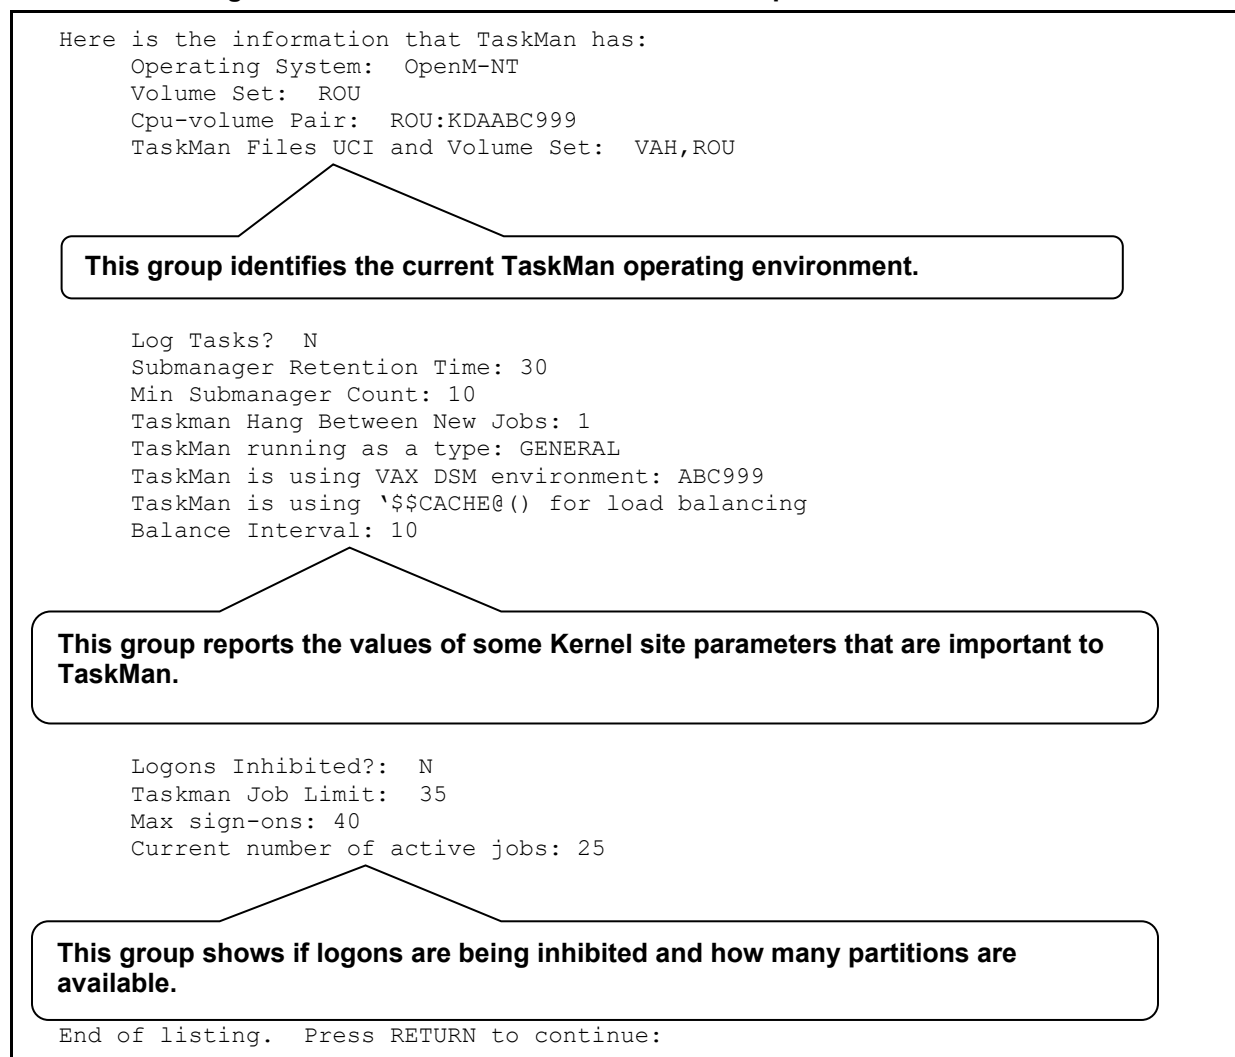 Here is the information that TaskMan has:
Operating System:  OpenM-NT
Volume Set:  ROU
Cpu-volume Pair:  ROU:KDAABC999
TaskMan Files UCI and Volume Set:  VAH,ROU
This group identifies the current TaskMan operating environment.
Log Tasks?  N
Submanager Retention Time: 30
Min Submanager Count: 10
Taskman Hang Between New Jobs: 1
TaskMan running as a type: GENERAL
TaskMan is using VAX DSM environment: ABC999
TaskMan is using ‘$$CACHE@() for load balancing
Balance Interval: 10
This group reports the values of some Kernel site parameters that are important to
TaskMan.
Logons Inhibited?:  N
Taskman Job Limit:  35
Max sign-ons: 40
Current number of active jobs: 25
This group shows if logons are being inhibited and how many partitions are
available.
End of listing.  Press RETURN to continue: